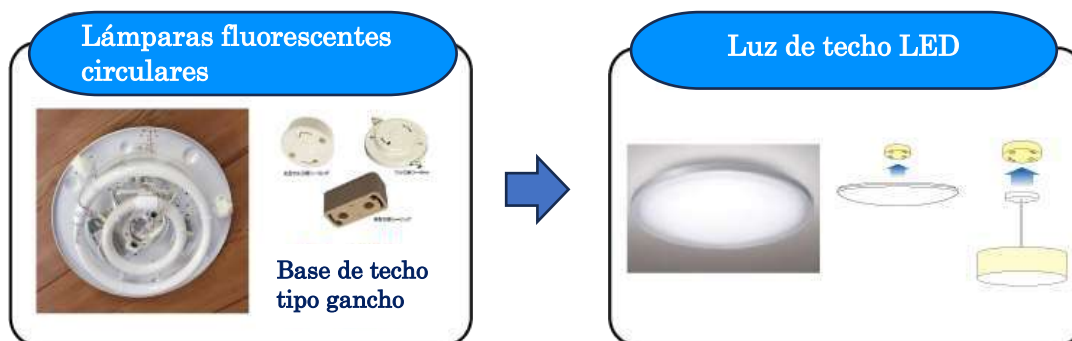 Lámparas fluorescentes
circulares
Base de techo
tipo gancho
Luz de techo LED